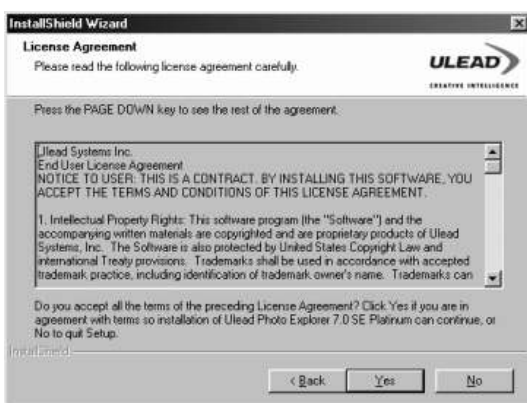 InstallShield Wizard
License Agreement
Please read the following license agreement carefully.
ULEAD
CREATIVE INTELLIGENCE
Press the PAGE DOWN key to see the rest of the agreement.
Ulead Systems Inc.
End User License Agreement
NOTICE TO USER: THIS IS A CONTRACT. BY INSTALLING THIS SOFTWARE, YOU
ACCEPT THE TERMS AND CONDITIONS OF THIS LICENSE AGREEMENT.
1. Intellectual Property Rights: This software program (the "Software") and the
accompanying written materials are copyrighted and are proprietary products of Ulead
Systems, Inc. The Software is also protected by United States Copyright Law and
international Treaty provisions. Trademarks shall be used in accordance with accepted
trademark practice, including identification of trademark owner's name. Trademarks can
Do you accept all the terms of the preceding License Agreement? Click Yes if you are in
agreement with terms so installation of Ulead Photo Explorer 7.0 SE Platinum can continue, or
No to quit Setup.
InstallShield
< Back Yes No